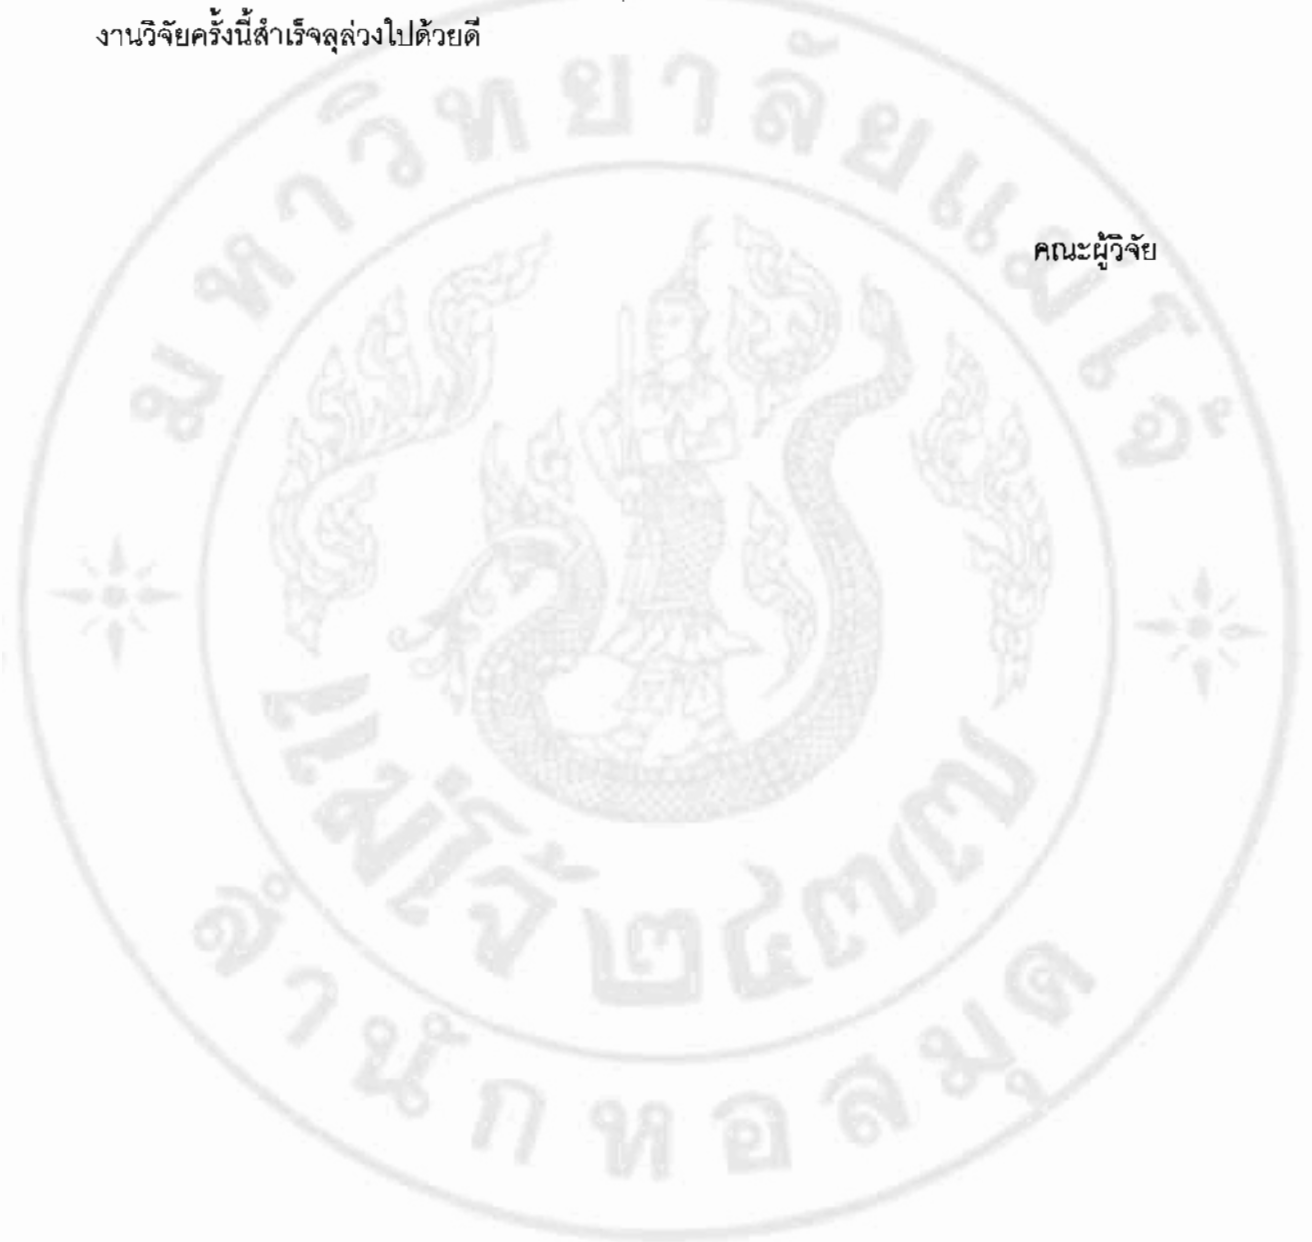 งานวิจัยครั้งนี้สำเร็จลุล่วงไปด้วยดี
คณะผู้วิจัย
มหาวิทยาลัยแม่โจ้
แม่โจ้ ๒๔๗๗
สำนักหอสมุด